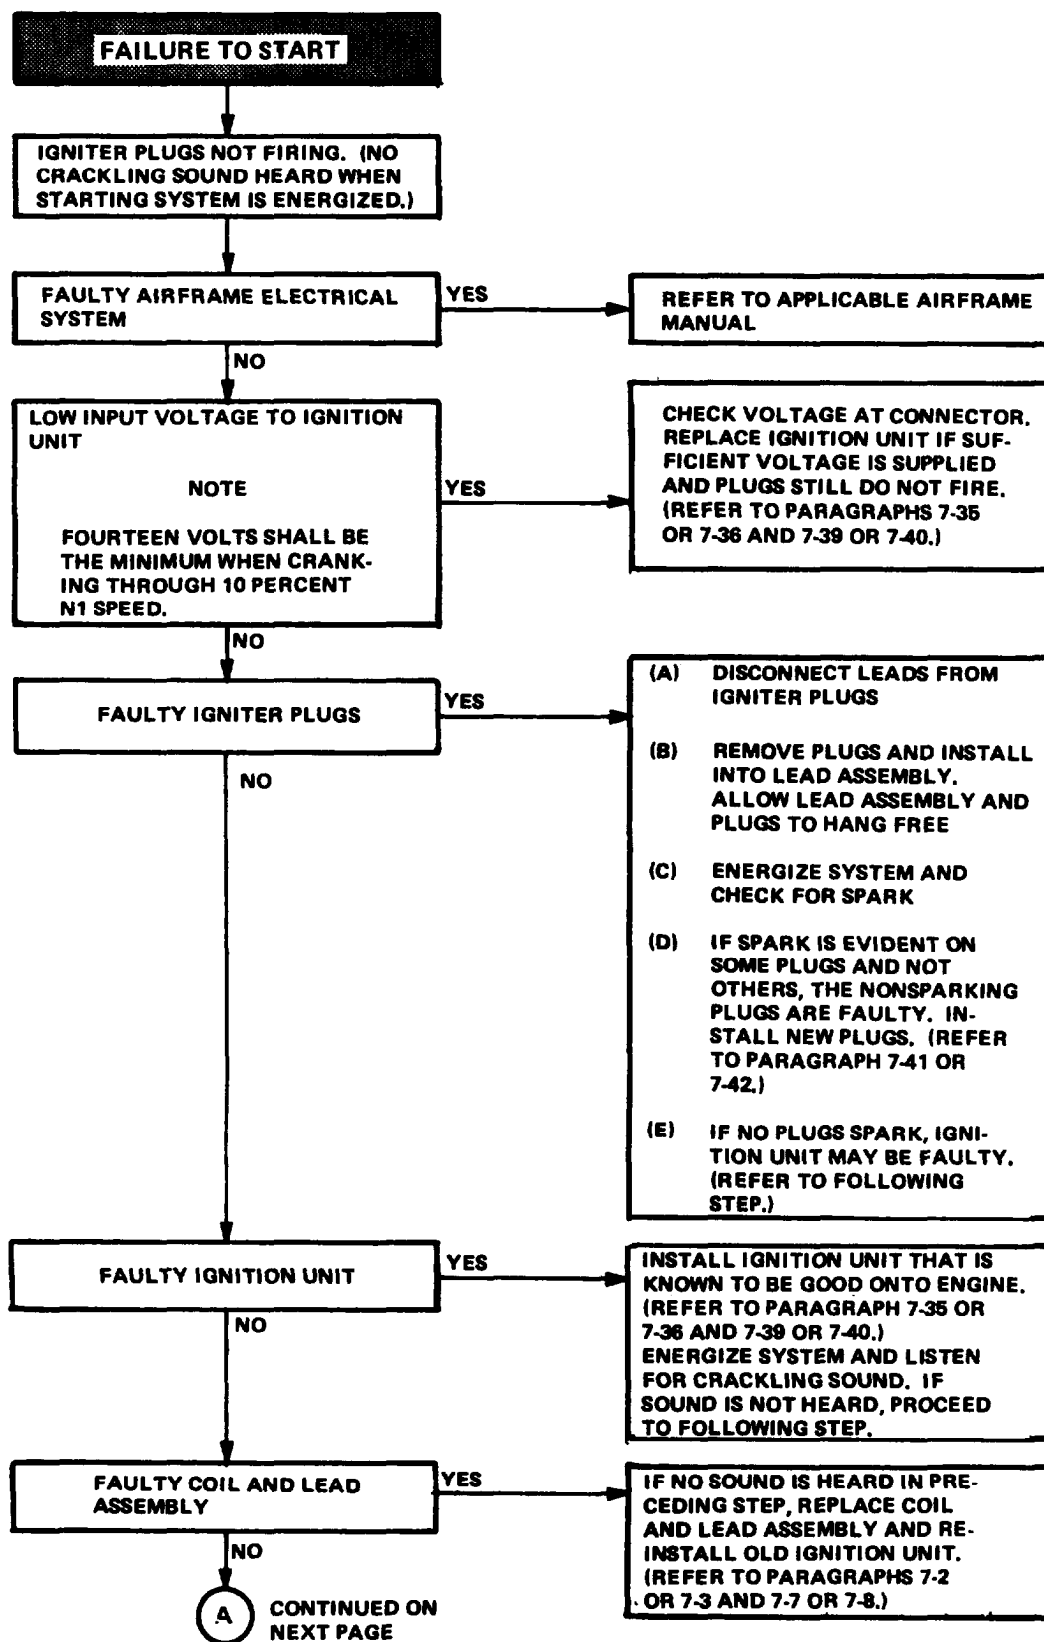 FAILURE TO START
IGNITER PLUGS NOT FIRING. (NO
CRACKLING SOUND HEARD WHEN
STARTING SYSTEM IS ENERGIZED.)
FAULTY AIRFRAME ELECTRICAL
SYSTEM
YES
REFER TO APPLICABLE AIRFRAME
MANUAL
NO
LOW INPUT VOLTAGE TO IGNITION
UNIT
NOTE
FOURTEEN VOLTS SHALL BE
THE MINIMUM WHEN CRANK-
ING THROUGH 10 PERCENT
N1 SPEED.
YES
CHECK VOLTAGE AT CONNECTOR.
REPLACE IGNITION UNIT IF SUF-
FICIENT VOLTAGE IS SUPPLIED
AND PLUGS STILL DO NOT FIRE.
(REFER TO PARAGRAPHS 7-35
OR 7-36 AND 7-39 OR 7-40.)
NO
FAULTY IGNITER PLUGS
YES
(A) DISCONNECT LEADS FROM
IGNITER PLUGS
(B) REMOVE PLUGS AND INSTALL
INTO LEAD ASSEMBLY.
ALLOW LEAD ASSEMBLY AND
PLUGS TO HANG FREE
(C) ENERGIZE SYSTEM AND
CHECK FOR SPARK
(D) IF SPARK IS EVIDENT ON
SOME PLUGS AND NOT
OTHERS, THE NONSPARKING
PLUGS ARE FAULTY. IN-
STALL NEW PLUGS. (REFER
TO PARAGRAPH 7-41 OR
7-42.)
(E) IF NO PLUGS SPARK, IGNI-
TION UNIT MAY BE FAULTY.
(REFER TO FOLLOWING
STEP.)
NO
FAULTY IGNITION UNIT
YES
INSTALL IGNITION UNIT THAT IS
KNOWN TO BE GOOD ONTO ENGINE.
(REFER TO PARAGRAPH 7-35 OR
7-36 AND 7-39 OR 7-40.)
ENERGIZE SYSTEM AND LISTEN
FOR CRACKLING SOUND. IF
SOUND IS NOT HEARD, PROCEED
TO FOLLOWING STEP.
NO
FAULTY COIL AND LEAD
ASSEMBLY
YES
IF NO SOUND IS HEARD IN PRE-
CEDING STEP, REPLACE COIL
AND LEAD ASSEMBLY AND RE-
INSTALL OLD IGNITION UNIT.
(REFER TO PARAGRAPHS 7-2
OR 7-3 AND 7-7 OR 7-8.)
NO
A
CONTINUED ON
NEXT PAGE